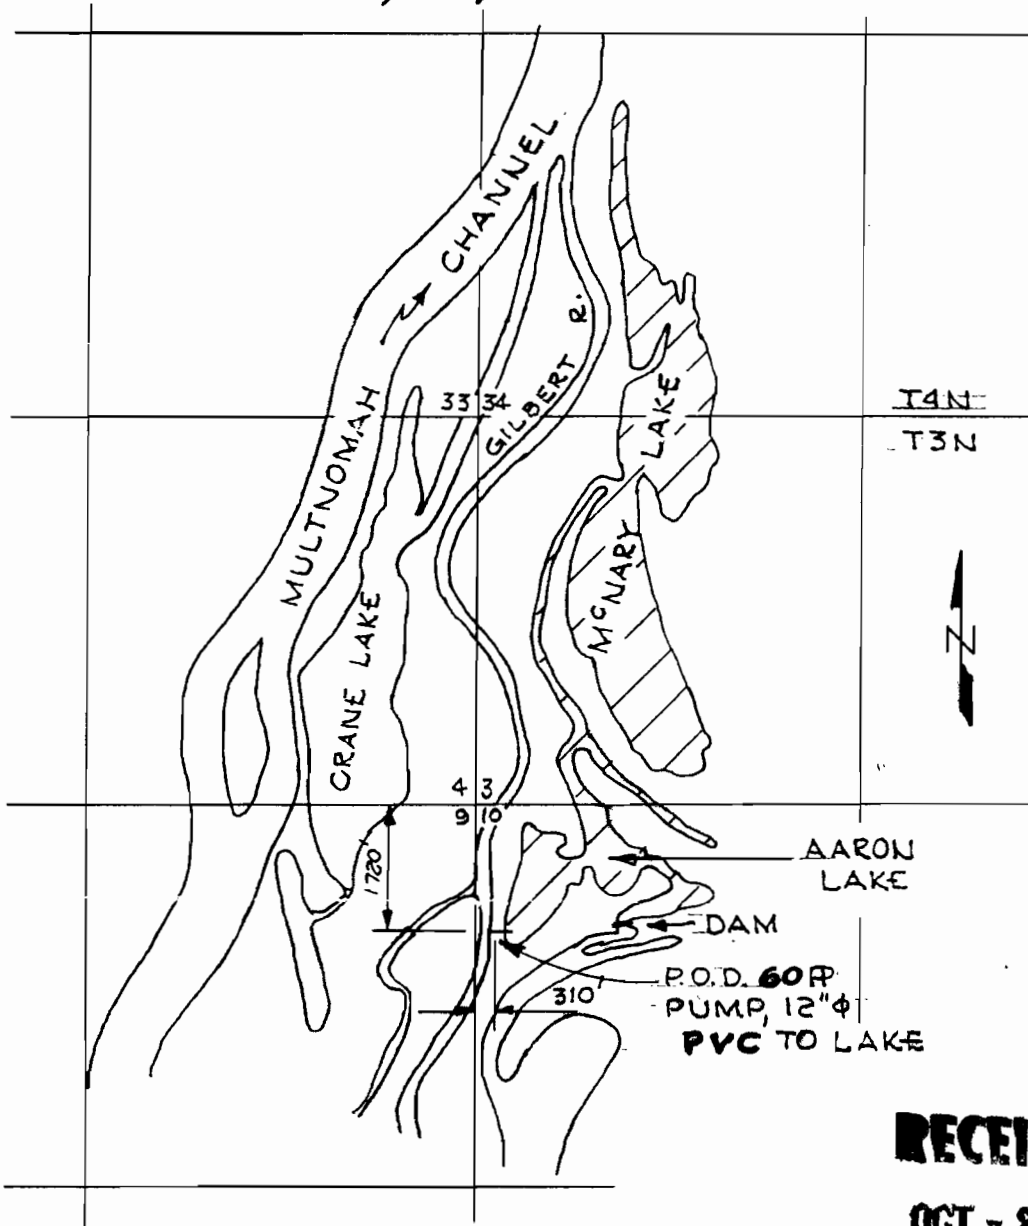 MULTNOMAH CHANNEL
GILBERT R.
33 34
T4N
T3N
McNARY LAKE
CRANE LAKE
N
4 3
9 10
1720'
AARON
LAKE
DAM
310'
P.O.D. 60 HP
PUMP, 12"ϕ
PVC TO LAKE
OCT